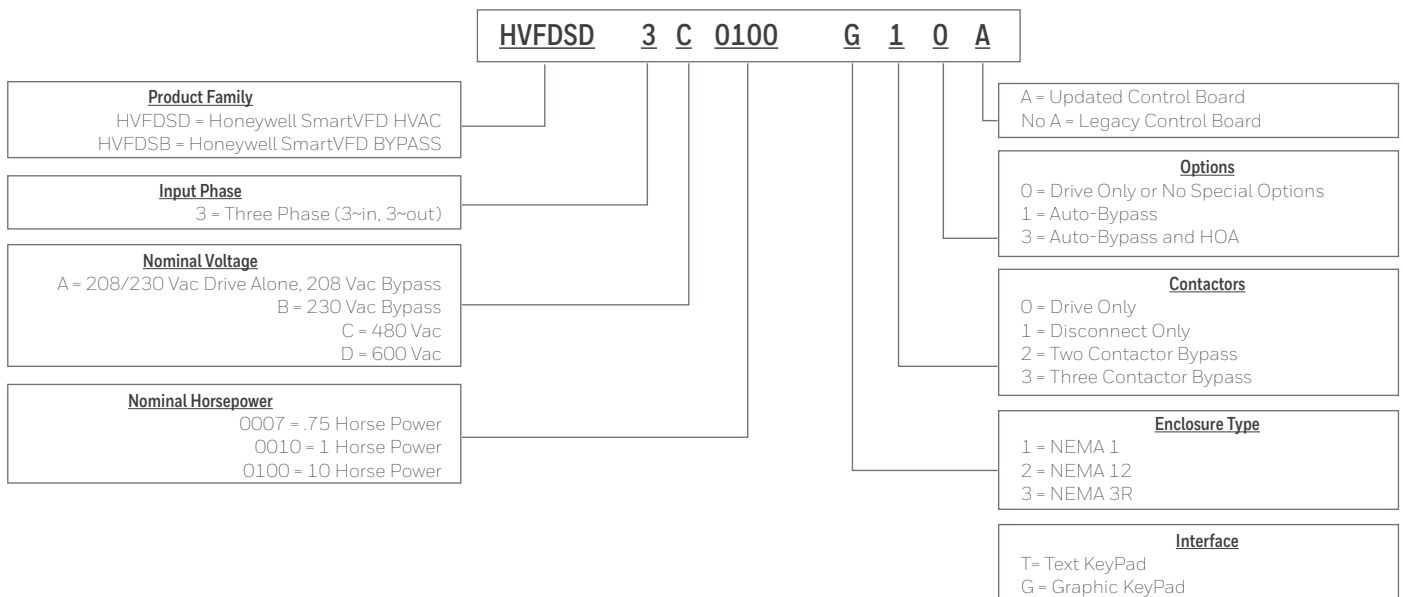 HVFDSD 3 C 0100 G 1 0 A
Product Family
HVFDSD = Honeywell SmartVFD HVAC
HVFDSB = Honeywell SmartVFD BYPASS
Input Phase
3 = Three Phase (3~in, 3~out)
Nominal Voltage
A = 208/230 Vac Drive Alone, 208 Vac Bypass
B = 230 Vac Bypass
C = 480 Vac
D = 600 Vac
Nominal Horsepower
0007 = .75 Horse Power
0010 = 1 Horse Power
0100 = 10 Horse Power
A = Updated Control Board
No A = Legacy Control Board
Options
0 = Drive Only or No Special Options
1 = Auto-Bypass
3 = Auto-Bypass and HOA
Contactors
0 = Drive Only
1 = Disconnect Only
2 = Two Contactor Bypass
3 = Three Contactor Bypass
Enclosure Type
1 = NEMA 1
2 = NEMA 12
3 = NEMA 3R
Interface
T= Text KeyPad
G = Graphic KeyPad